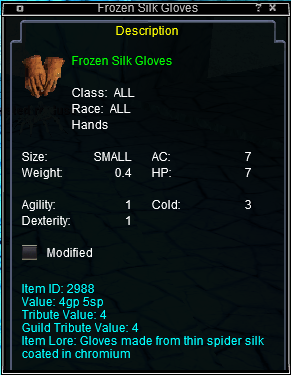 Frozen Silk Gloves ? X
Description
Frozen Silk Gloves
Class: ALL
Race: ALL
Hands
Size: SMALL AC: 7
Weight: 0.4 HP: 7
Agility: 1 Cold: 3
Dexterity: 1
Modified
Item ID: 2988
Value: 4gp 5sp
Tribute Value: 4
Guild Tribute Value: 4
Item Lore: Gloves made from thin spider silk
coated in chromium